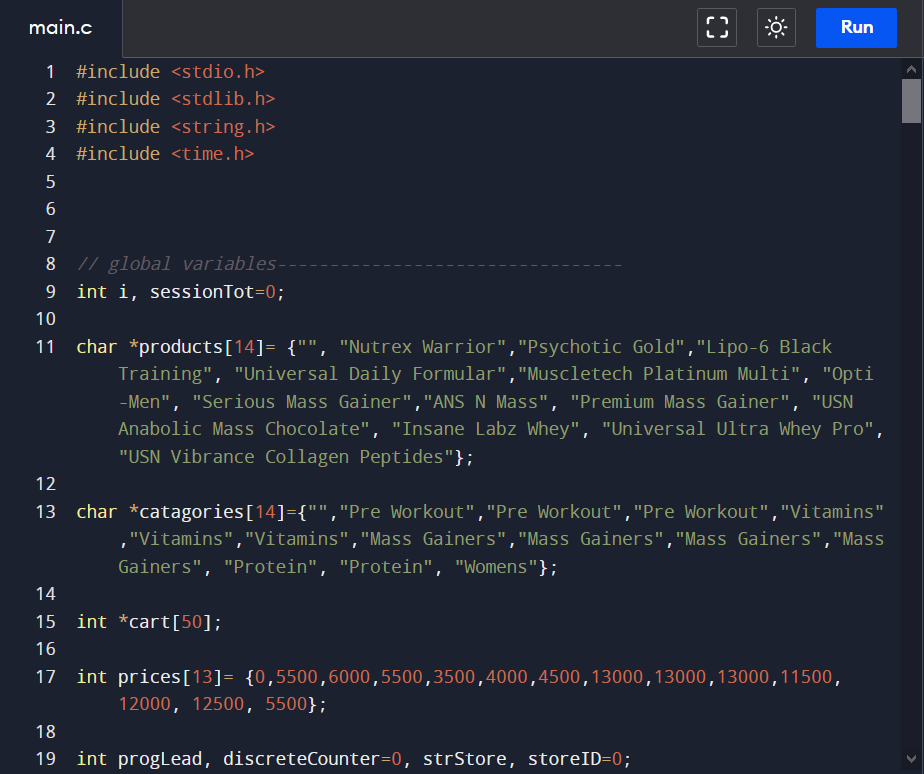 main.c
Run
1 #include <stdio.h>
2 #include <stdlib.h>
3 #include <string.h>
4 #include <time.h>
5
6
7
8 // global variables---------------------------------
9 int i, sessionTot=0;
10
11 char *products[14]= {"", "Nutrex Warrior","Psychotic Gold","Lipo-6 Black
Training", "Universal Daily Formular","Muscletech Platinum Multi", "Opti
-Men", "Serious Mass Gainer","ANS N Mass", "Premium Mass Gainer", "USN
Anabolic Mass Chocolate", "Insane Labz Whey", "Universal Ultra Whey Pro",
"USN Vibrance Collagen Peptides"};
12
13 char *catagories[14]={"","Pre Workout","Pre Workout","Pre Workout","Vitamins"
,"Vitamins","Vitamins","Mass Gainers","Mass Gainers","Mass Gainers","Mass
Gainers", "Protein", "Protein", "Womens"};
14
15 int *cart[50];
16
17 int prices[13]= {0,5500,6000,5500,3500,4000,4500,13000,13000,13000,11500,
12000, 12500, 5500};
18
19 int progLead, discreteCounter=0, strStore, storeID=0;